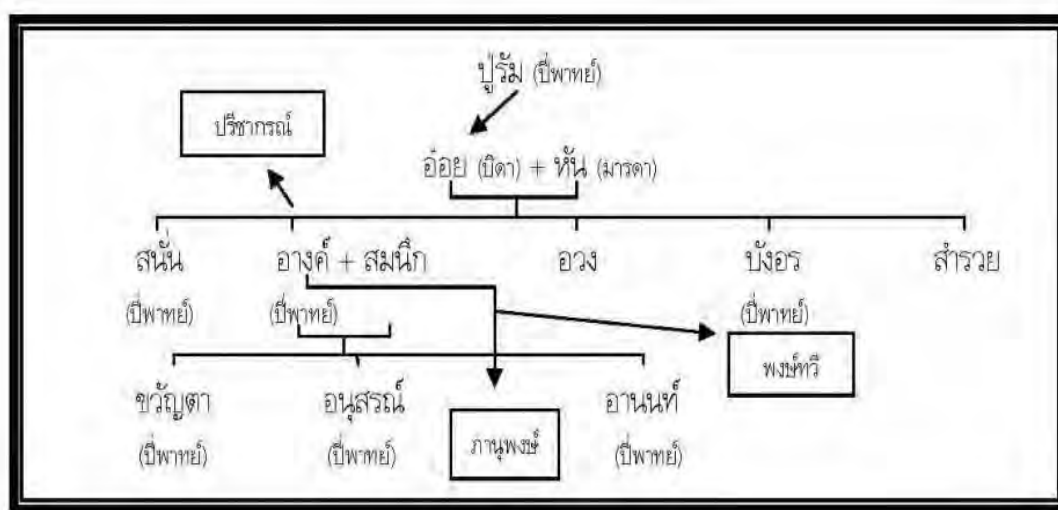 ปู่รัม (ปี่พาทย์)
ปรีชากรณ์
อ๋อย (บิดา) + หัน (มารดา)
สนั่น อางค์ + สมนึก อวง บังอร สำรวย
(ปี่พาทย์) (ปี่พาทย์) (ปี่พาทย์)
พงษ์ทวี
ขวัญตา อนุสรณ์ อานนท์
ภานุพงษ์
(ปี่พาทย์) (ปี่พาทย์) (ปี่พาทย์)